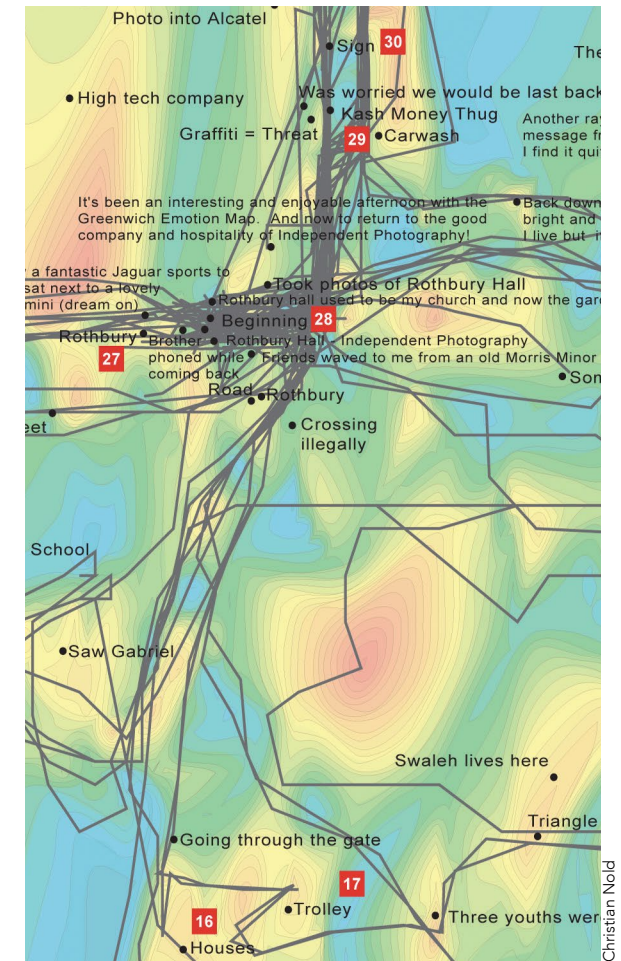 Photo into Alcatel
Sign
30
The
High tech company
Was worried we would be last back
Kash Money Thug
Graffiti = Threat
29
Carwash
Another ray
message fr
I find it quit
It's been an interesting and enjoyable afternoon with the
Greenwich Emotion Map. And now to return to the good
company and hospitality of Independent Photography!
Back down
bright and
I live but it
a fantastic Jaguar sports to
sat next to a lovely
mini (dream on)
Took photos of Rothbury Hall
Rothbury hall used to be my church and now the gard
Beginning
28
Rothbury
Brother
phoned while
coming back
Rothbury Hall - Independent Photography
Friends waved to me from an old Morris Minor
27
Road
Rothbury
Som
eet
Crossing
illegally
School
Saw Gabriel
Swaleh lives here
Triangle
Going through the gate
17
16
Trolley
Three youths wer
Houses
Christian Nold